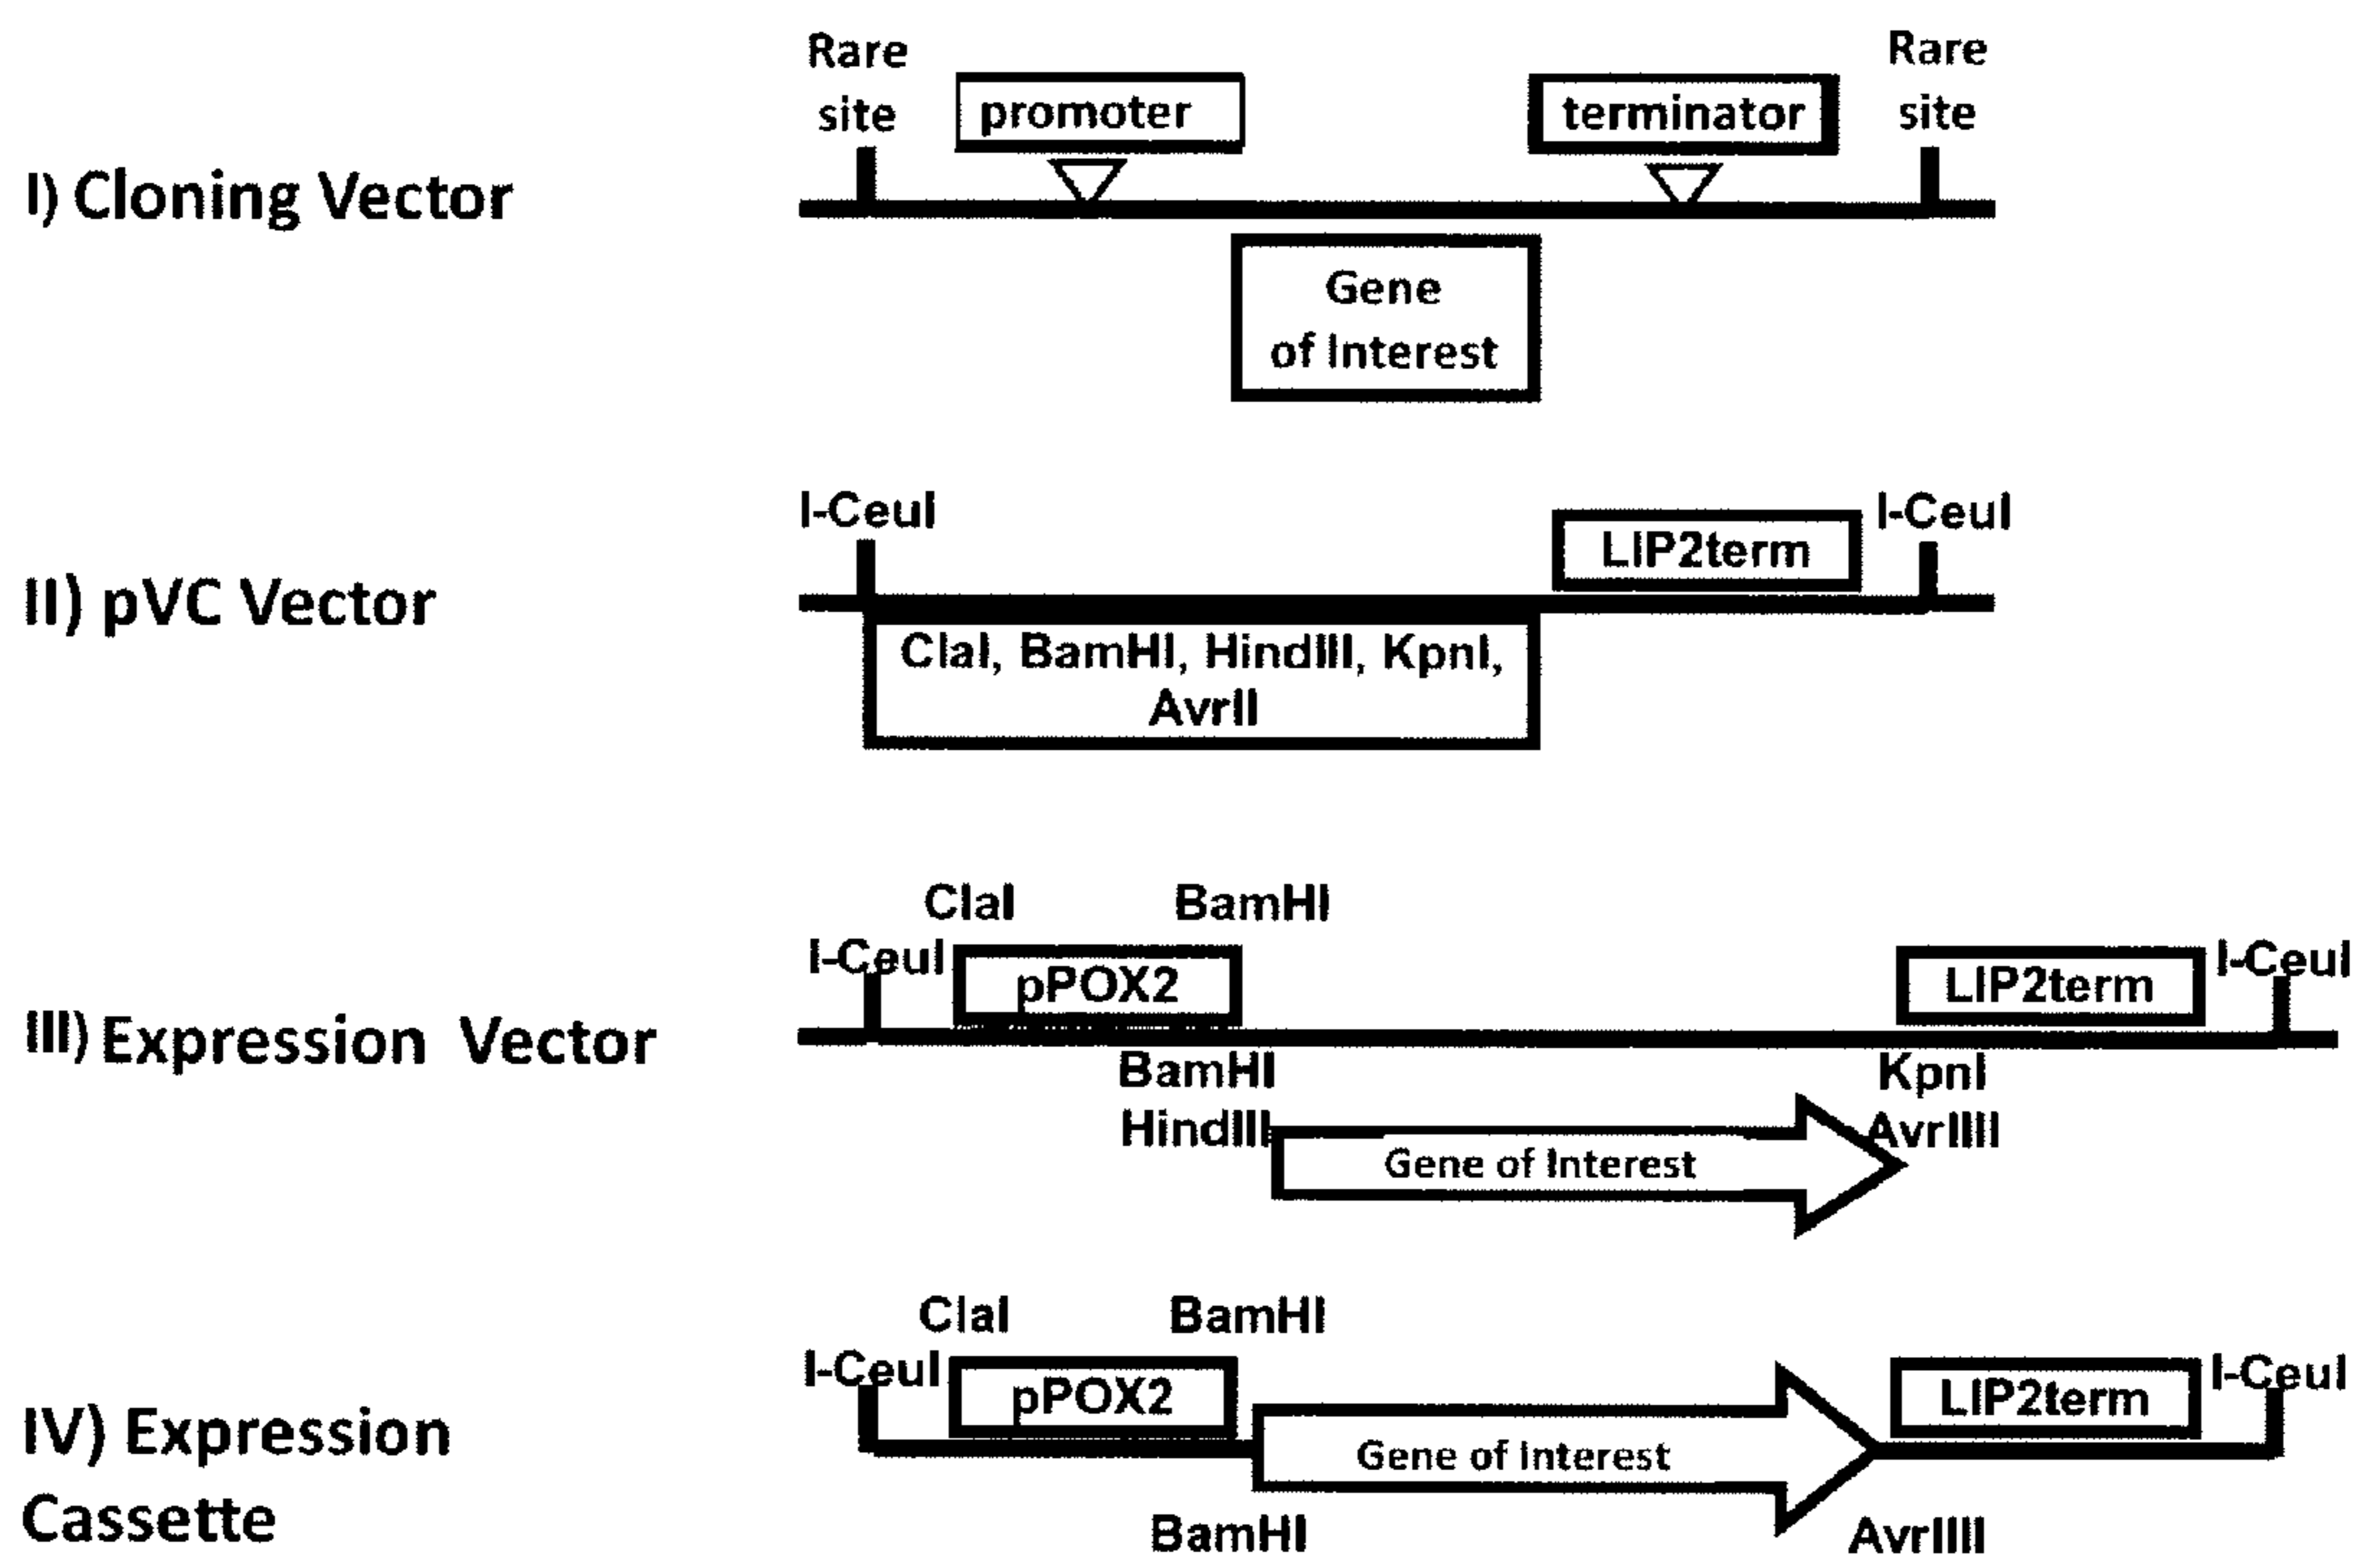 Rare
site
promoter
terminator
Rare
site
I) Cloning Vector
Gene
of Interest
I-CeuI
LIP2term
I-CeuI
II) pVC Vector
ClaI, BamHI, HindIII, KpnI,
AvrII
ClaI
BamHI
I-CeuI
pPOX2
LIP2term
I-CeuI
III) Expression Vector
BamHI
HindIII
KpnI
AvrIIII
Gene of Interest
ClaI
BamHI
I-CeuI
pPOX2
LIP2term
I-CeuI
IV) Expression
Cassette
Gene of Interest
BamHI
AvrIIII